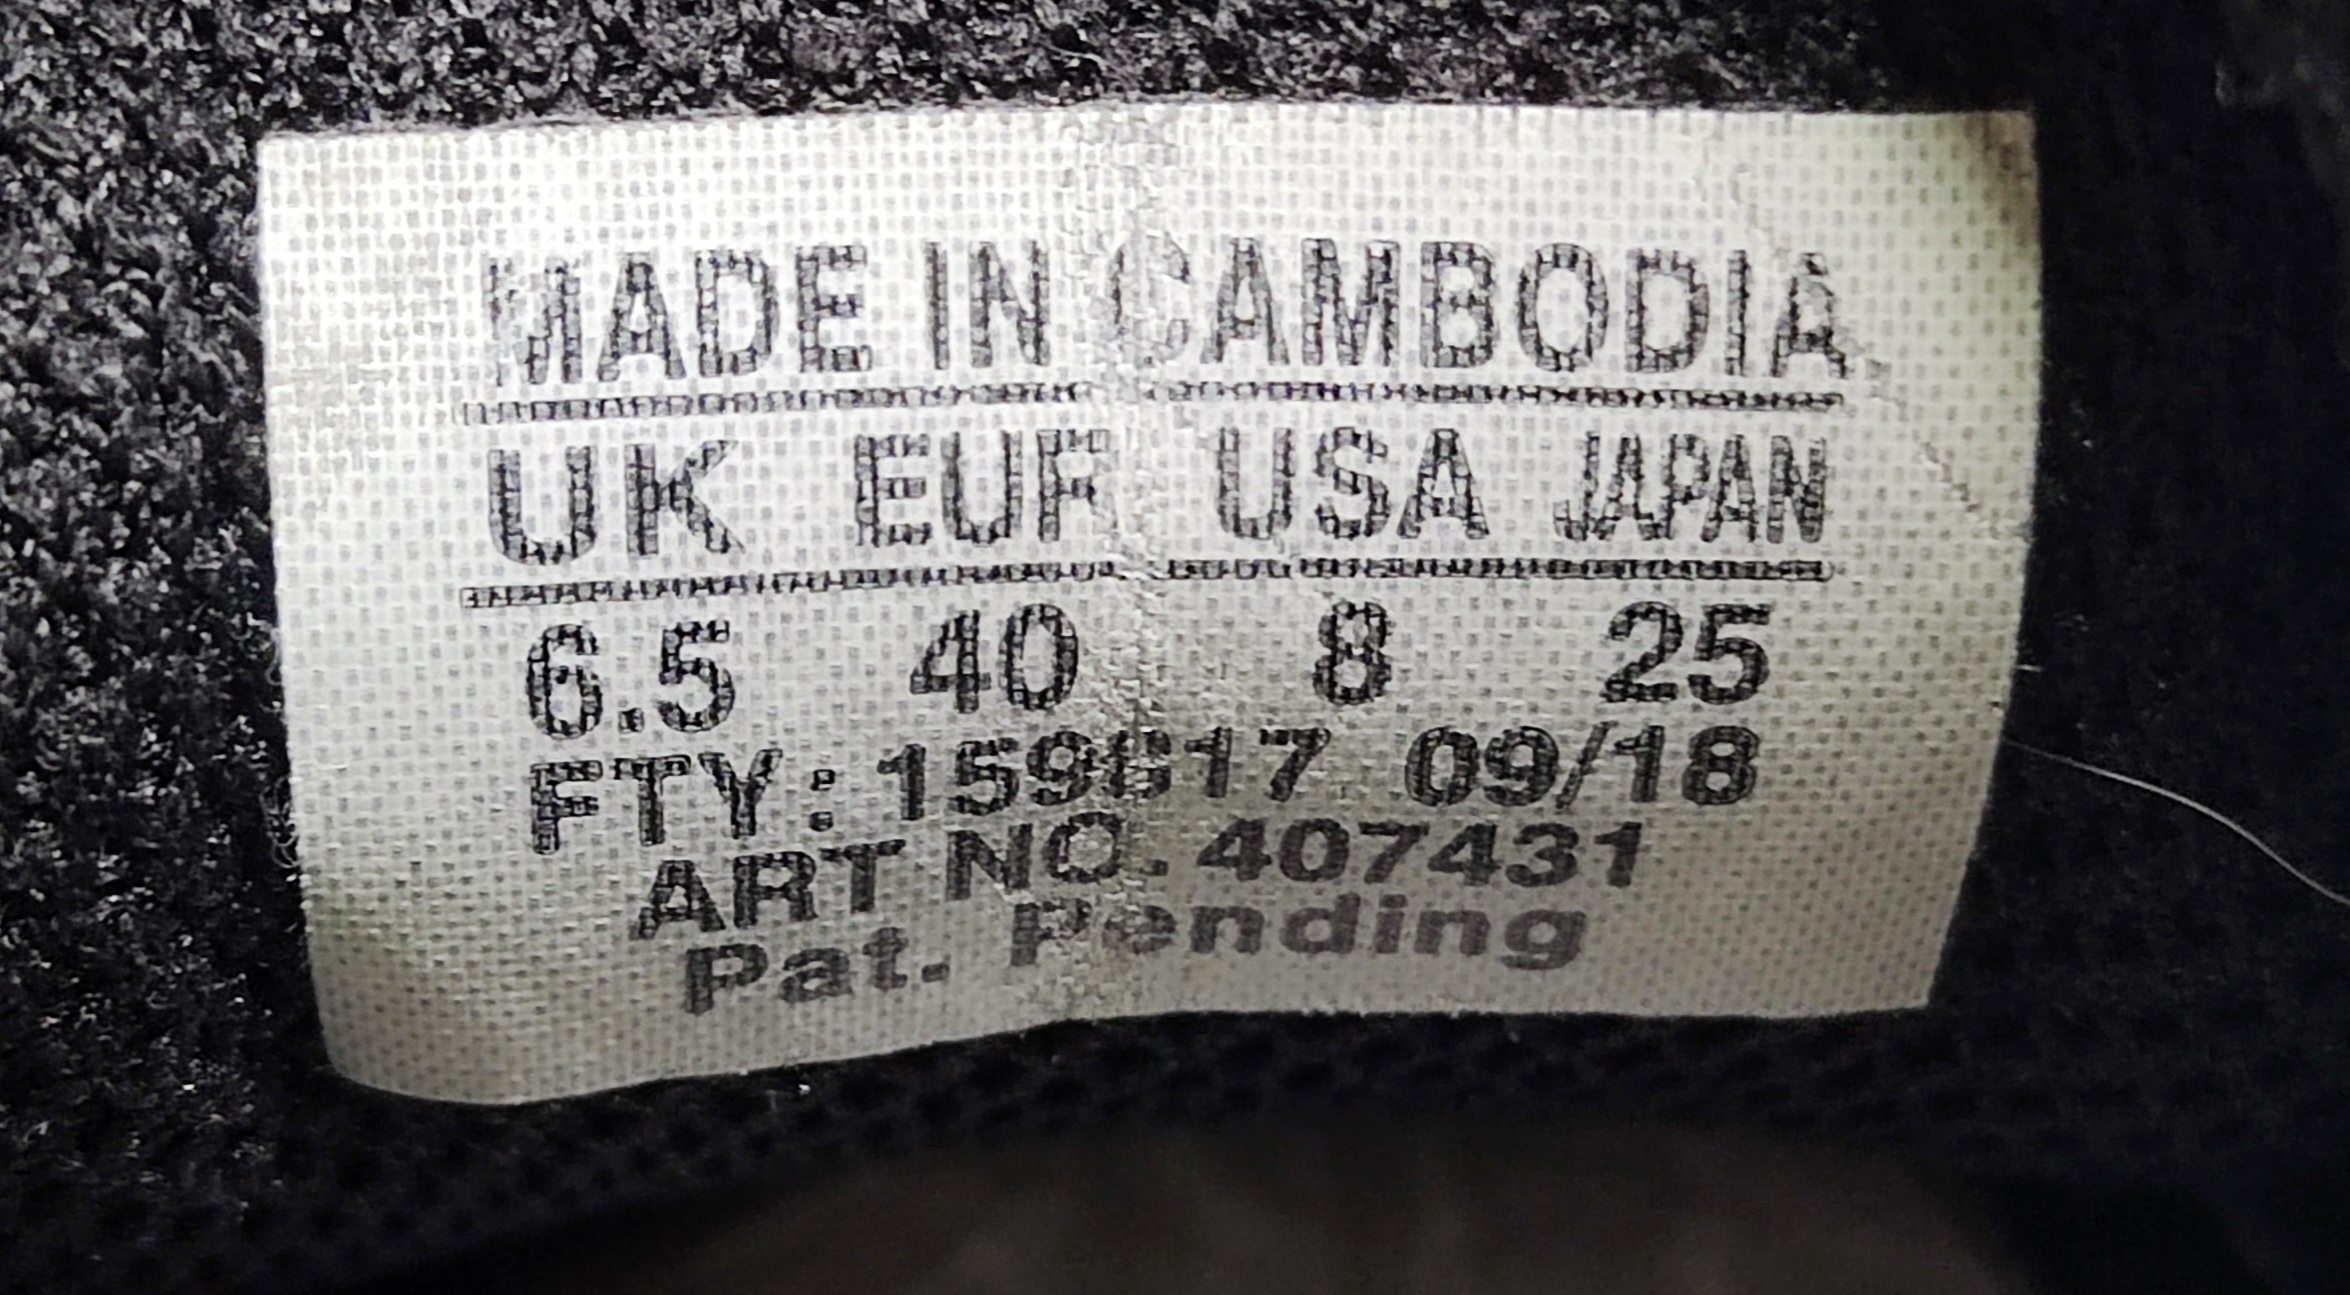 MADE IN CAMBODIA
UK EUR USA JAPAN
6.5 40 8 25
FTY: 09/18
ART NO. 407431
Pat. Pending